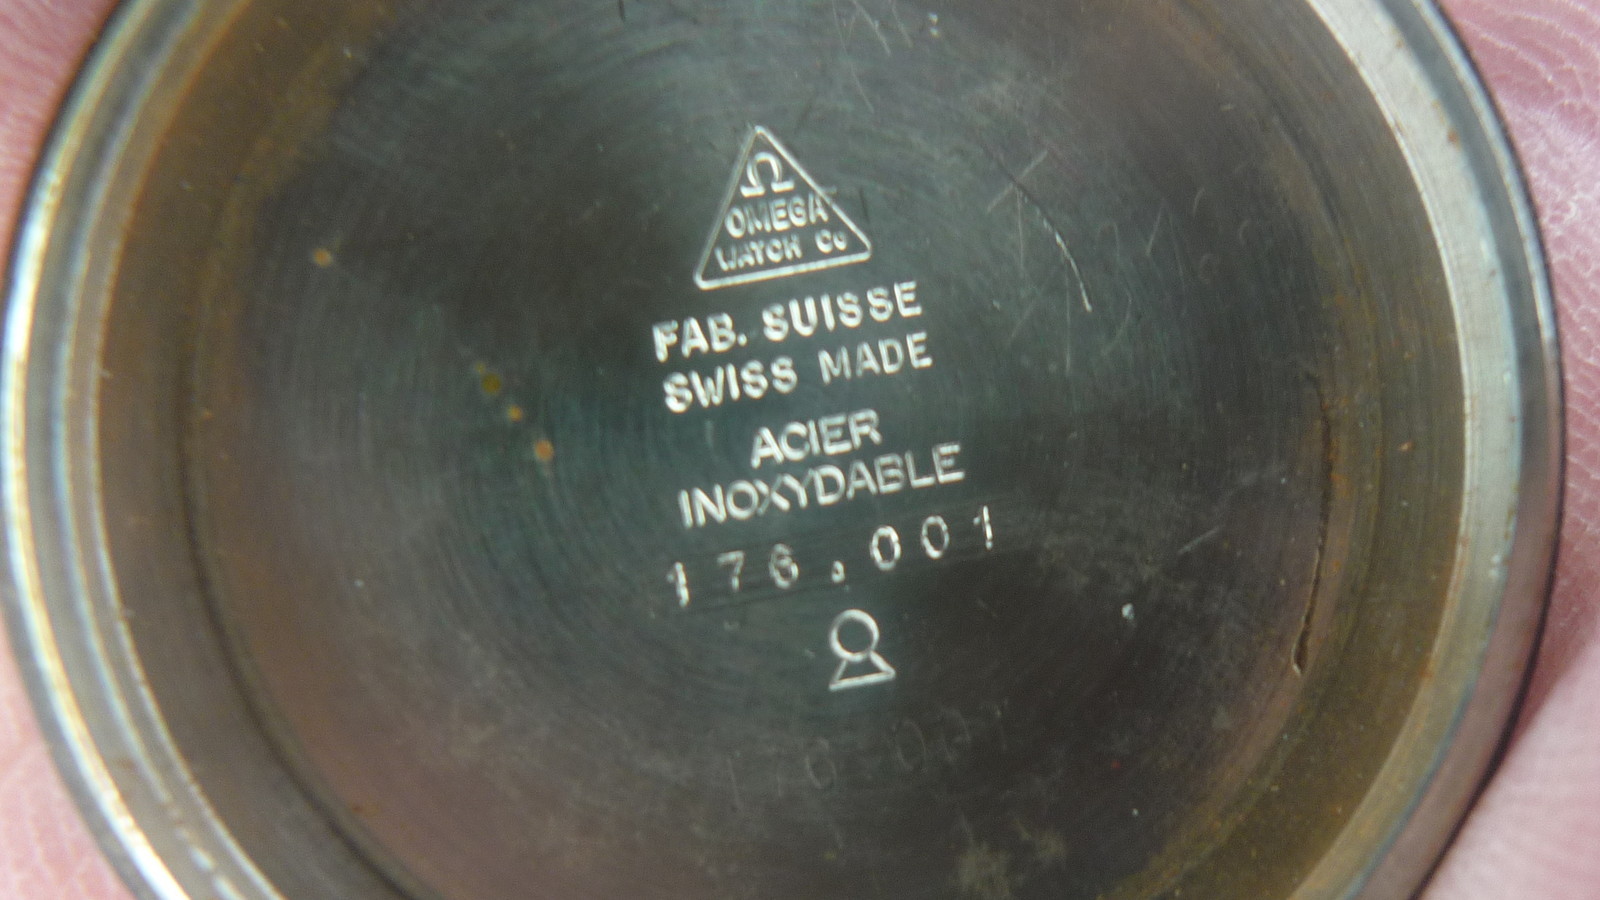 Ω
OMEGA
WATCH Co
FAB. SUISSE
SWISS MADE
ACIER
INOXYDABLE
176.001